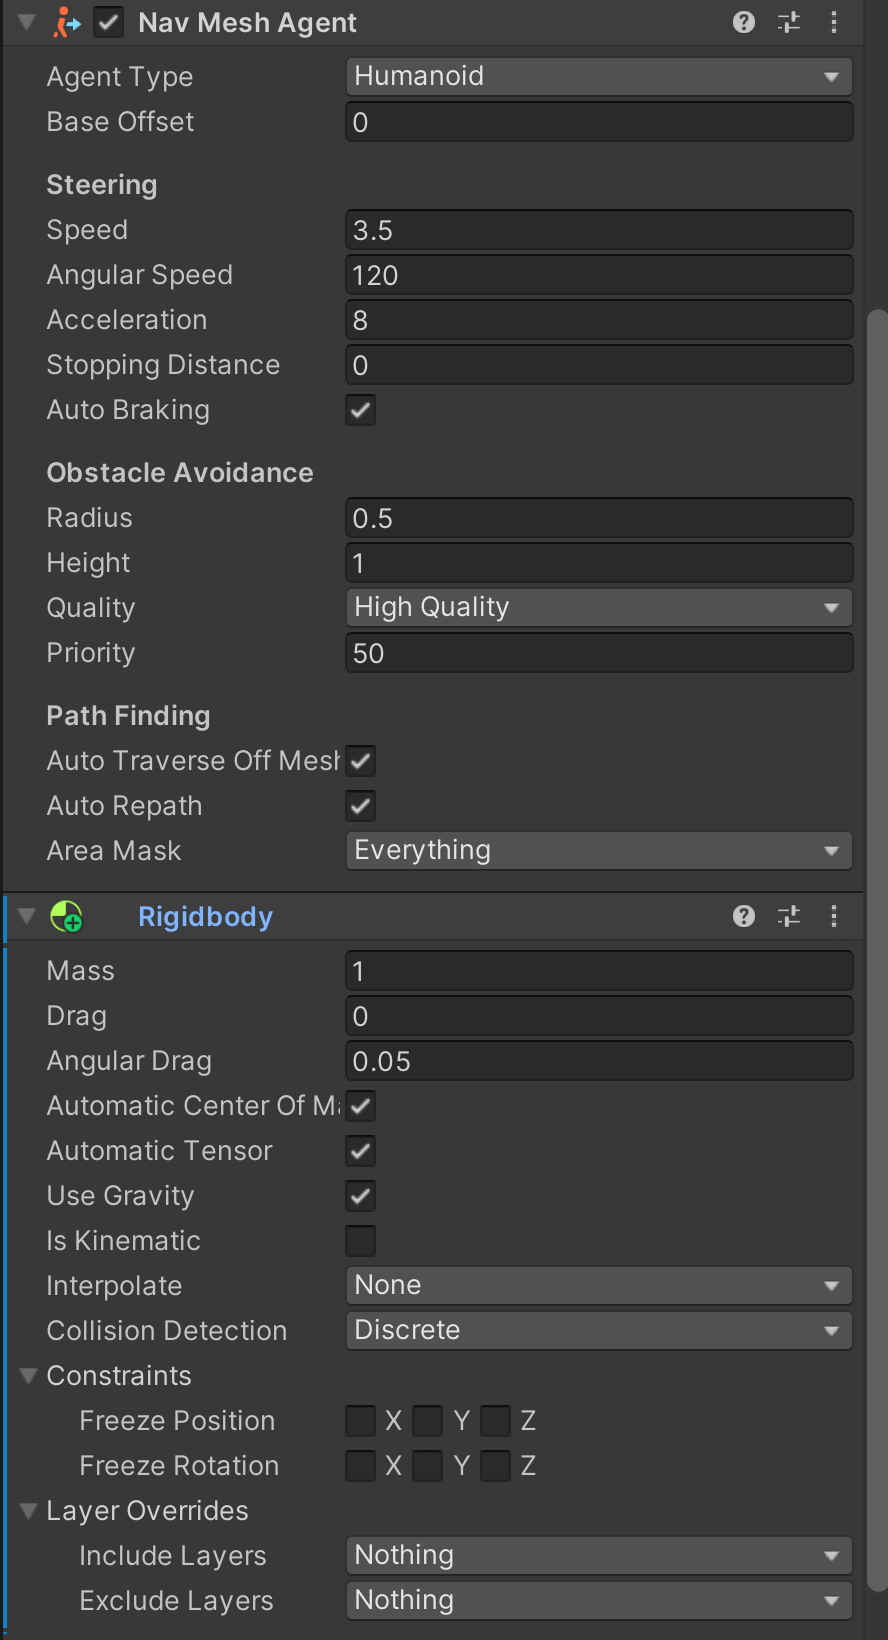 Nav Mesh Agent
Agent Type Humanoid
Base Offset 0
Steering
Speed 3.5
Angular Speed 120
Acceleration 8
Stopping Distance 0
Auto Braking
Obstacle Avoidance
Radius 0.5
Height 1
Quality High Quality
Priority 50
Path Finding
Auto Traverse Off Mesh
Auto Repath
Area Mask Everything
Rigidbody
Mass 1
Drag 0
Angular Drag 0.05
Automatic Center Of Ma
Automatic Tensor
Use Gravity
Is Kinematic
Interpolate None
Collision Detection Discrete
Constraints
Freeze Position X Y Z
Freeze Rotation X Y Z
Layer Overrides
Include Layers Nothing
Exclude Layers Nothing